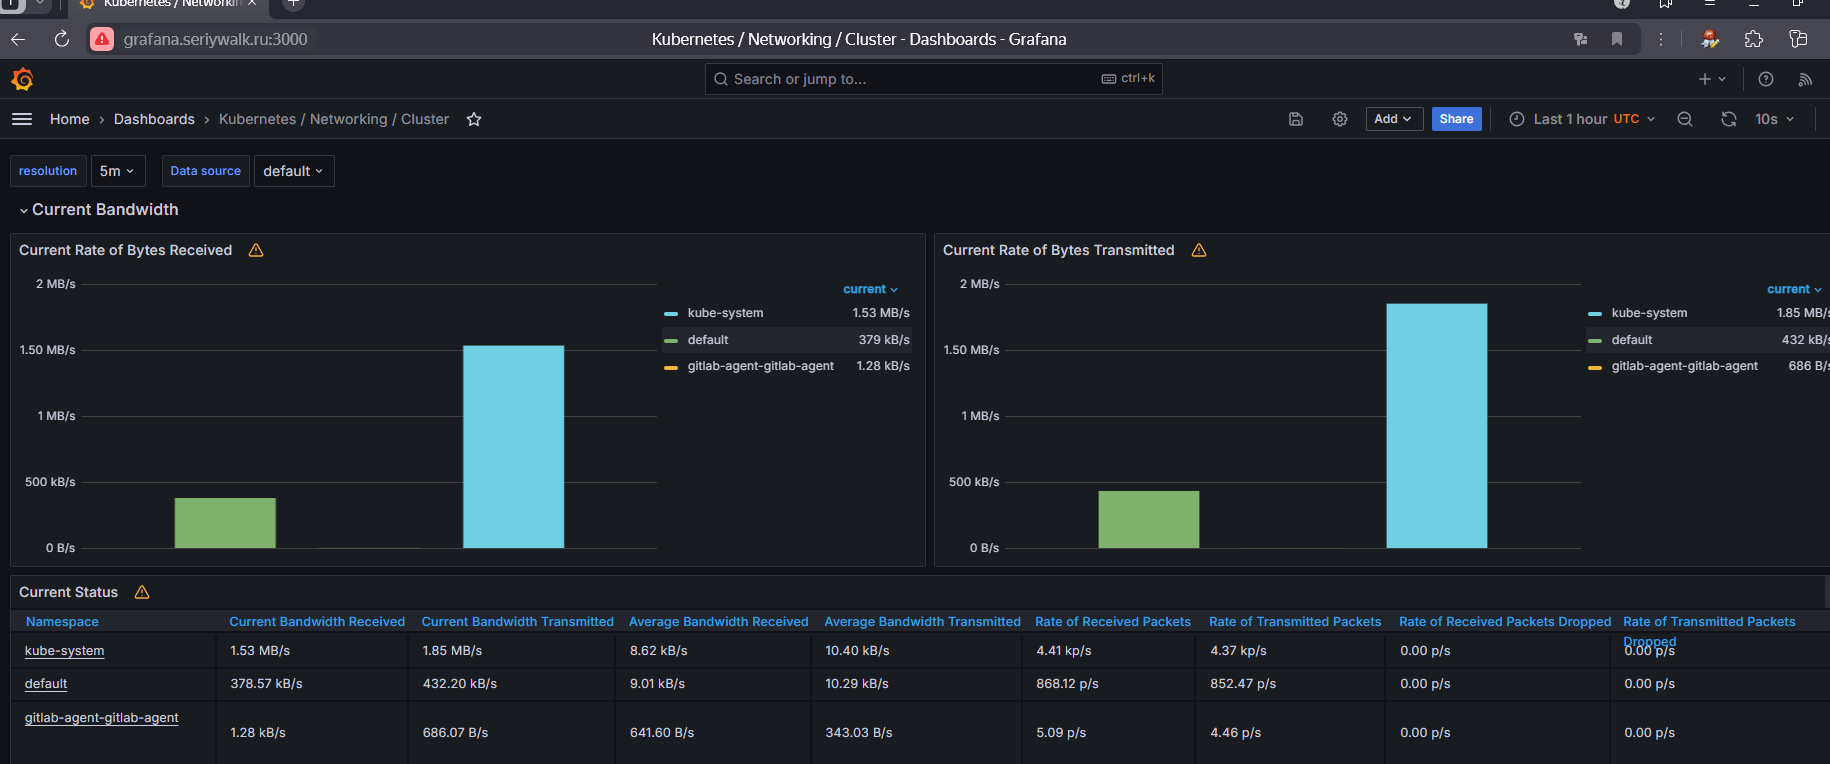 Kubernetes / Networkin
grafana.seriywalk.ru:3000
Kubernetes / Networking / Cluster - Dashboards - Grafana
Search or jump to...
ctrl+k
Home › Dashboards › Kubernetes / Networking / Cluster
Add
Share
Last 1 hour UTC
10s
resolution
5m
Data source
default
Current Bandwidth
Current Rate of Bytes Received
2 MB/s
1.50 MB/s
1 MB/s
500 kB/s
0 B/s
current
kube-system 1.53 MB/s
default 379 kB/s
gitlab-agent-gitlab-agent 1.28 kB/s
Current Rate of Bytes Transmitted
2 MB/s
1.50 MB/s
1 MB/s
500 kB/s
0 B/s
current
kube-system 1.85 MB/s
default 432 kB/s
gitlab-agent-gitlab-agent 686 B/s
Current Status
Namespace Current Bandwidth Received Current Bandwidth Transmitted Average Bandwidth Received Average Bandwidth Transmitted Rate of Received Packets Rate of Transmitted Packets Rate of Received Packets Dropped Rate of Transmitted Packets Dropped
kube-system 1.53 MB/s 1.85 MB/s 8.62 kB/s 10.40 kB/s 4.41 kp/s 4.37 kp/s 0.00 p/s 0.00 p/s
default 378.57 kB/s 432.20 kB/s 9.01 kB/s 10.29 kB/s 868.12 p/s 852.47 p/s 0.00 p/s 0.00 p/s
gitlab-agent-gitlab-agent 1.28 kB/s 686.07 B/s 641.60 B/s 343.03 B/s 5.09 p/s 4.46 p/s 0.00 p/s 0.00 p/s